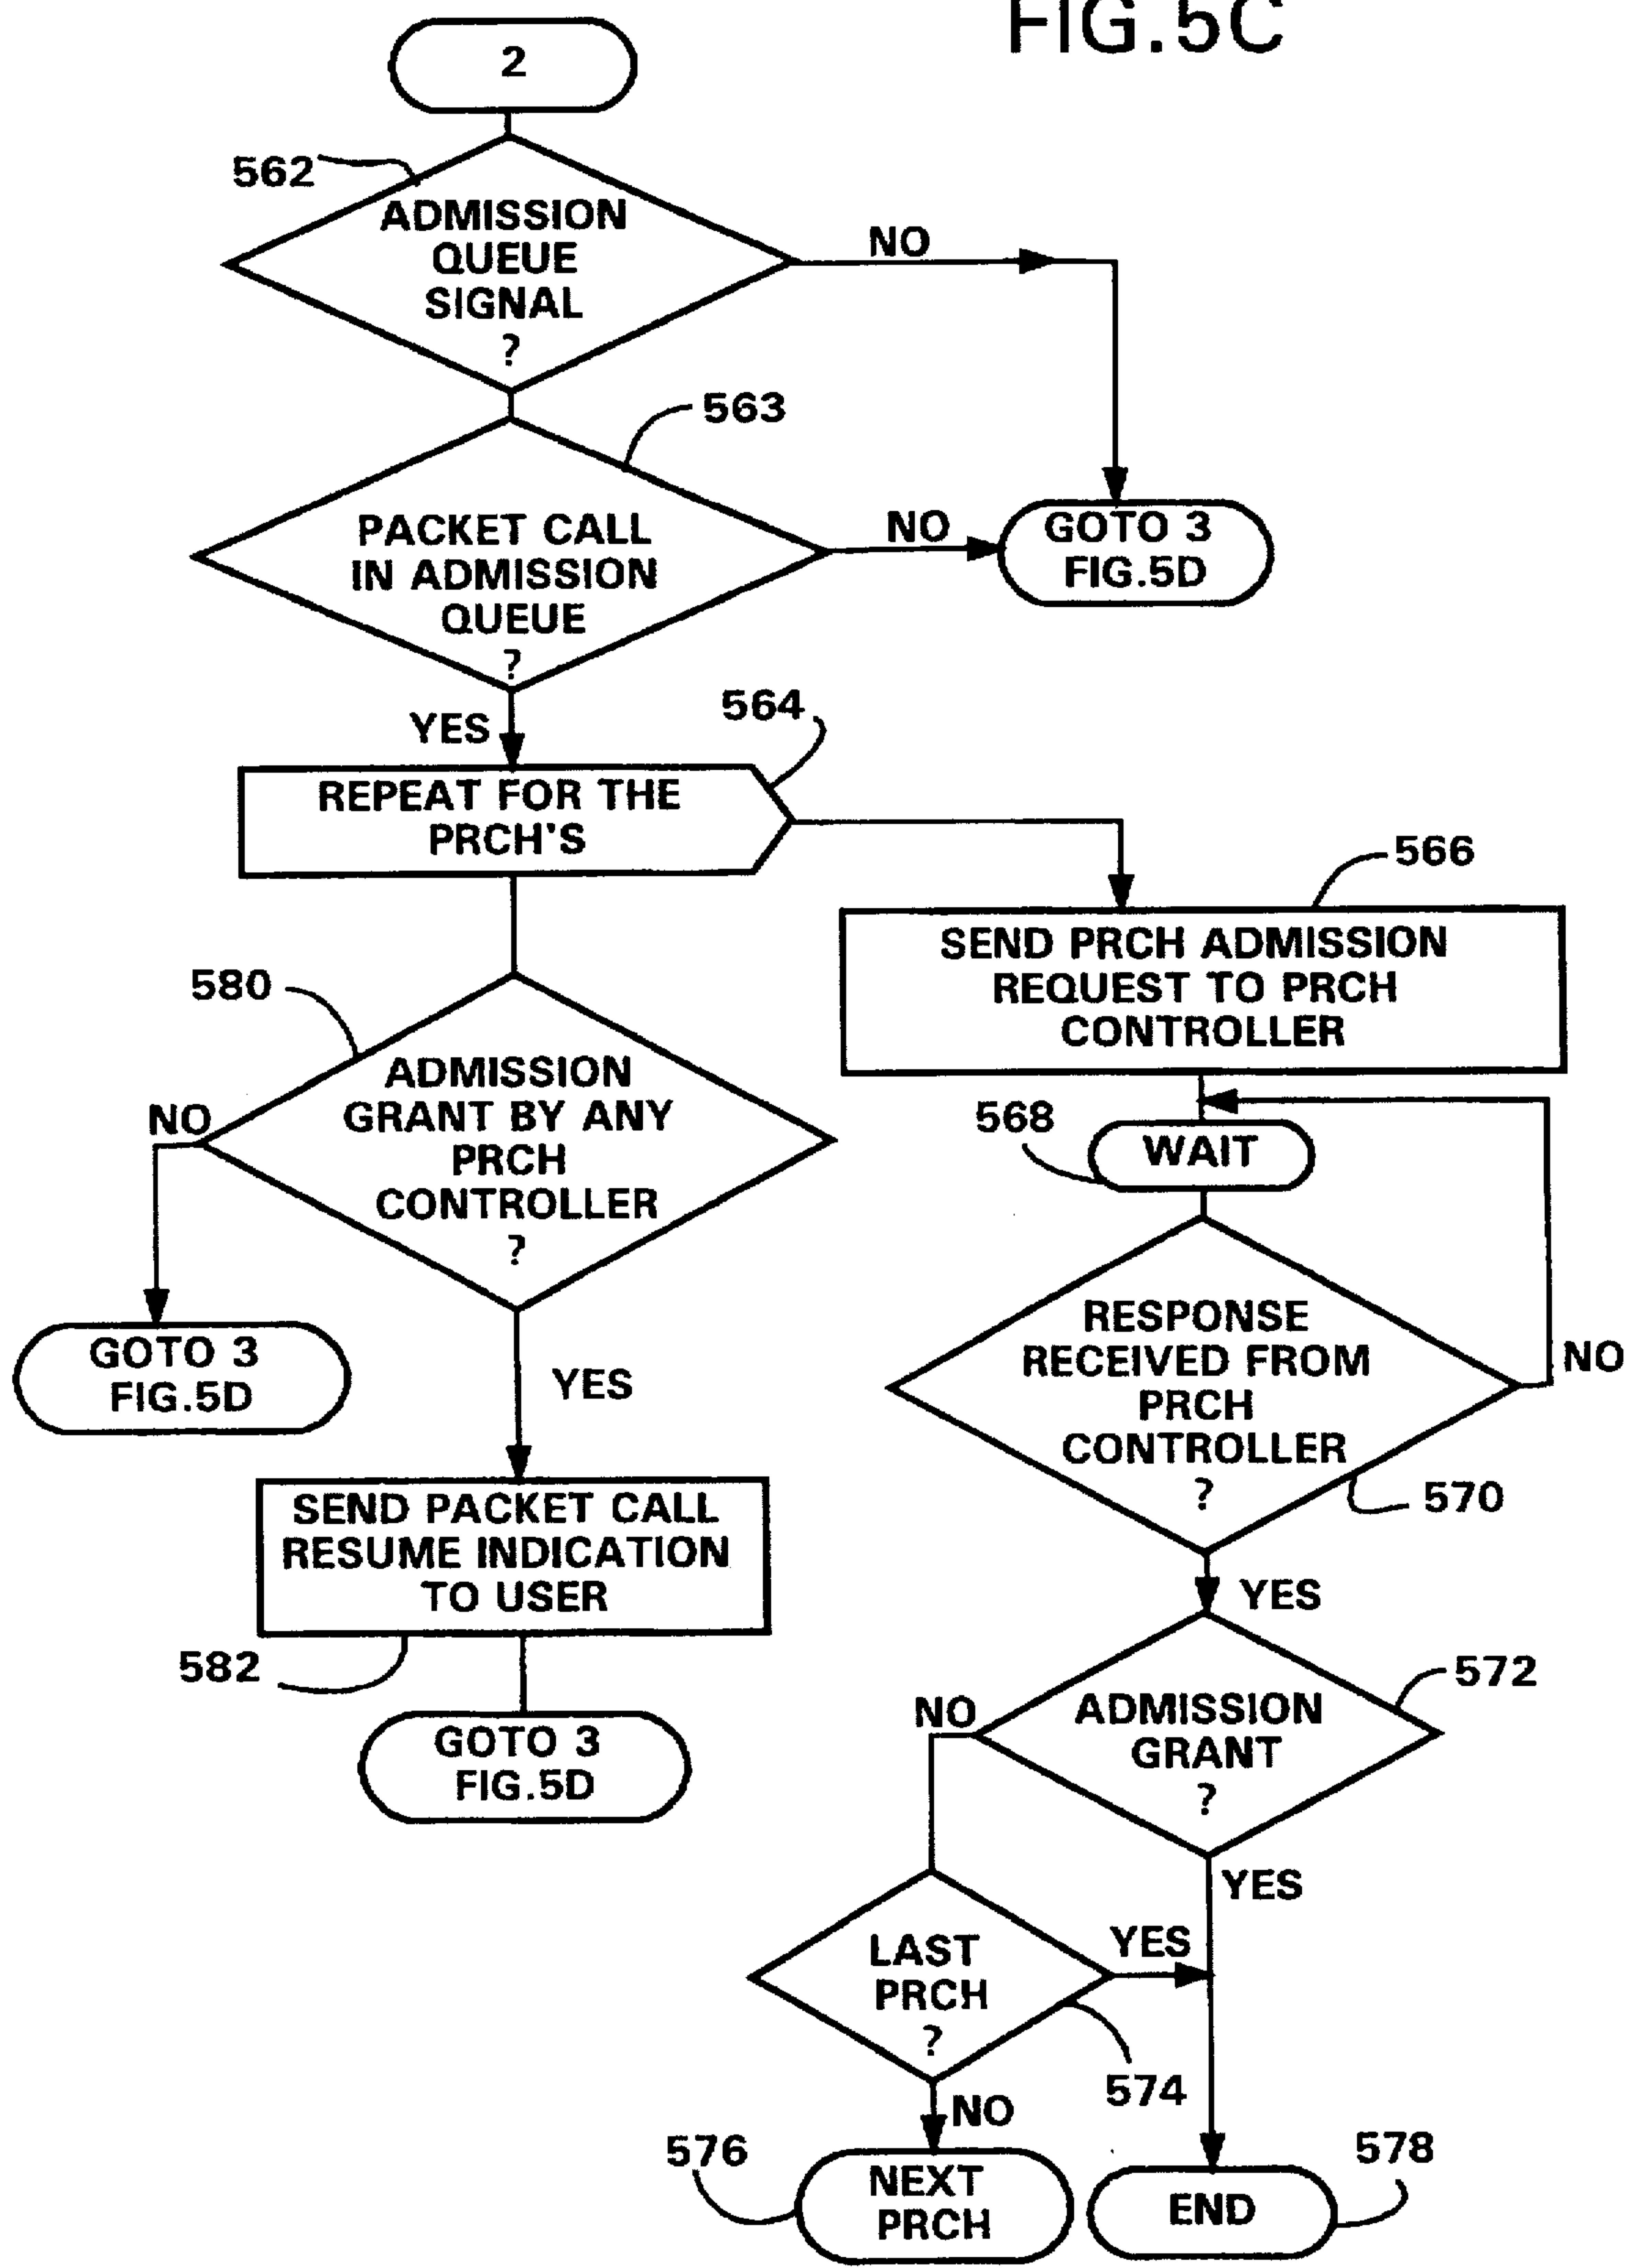 FIG.5C
2
562
ADMISSION
QUEUE
SIGNAL
?
NO
563
PACKET CALL
IN ADMISSION
QUEUE
?
NO
GOTO 3
FIG.5D
YES
564
REPEAT FOR THE
PRCH'S
566
SEND PRCH ADMISSION
REQUEST TO PRCH
CONTROLLER
580
ADMISSION
GRANT BY ANY
PRCH
CONTROLLER
?
NO
GOTO 3
FIG.5D
YES
568
WAIT
RESPONSE
RECEIVED FROM
PRCH
CONTROLLER
?
NO
570
YES
SEND PACKET CALL
RESUME INDICATION
TO USER
582
GOTO 3
FIG.5D
572
ADMISSION
GRANT
?
NO
YES
LAST
PRCH
?
YES
574
NO
576
NEXT
PRCH
578
END